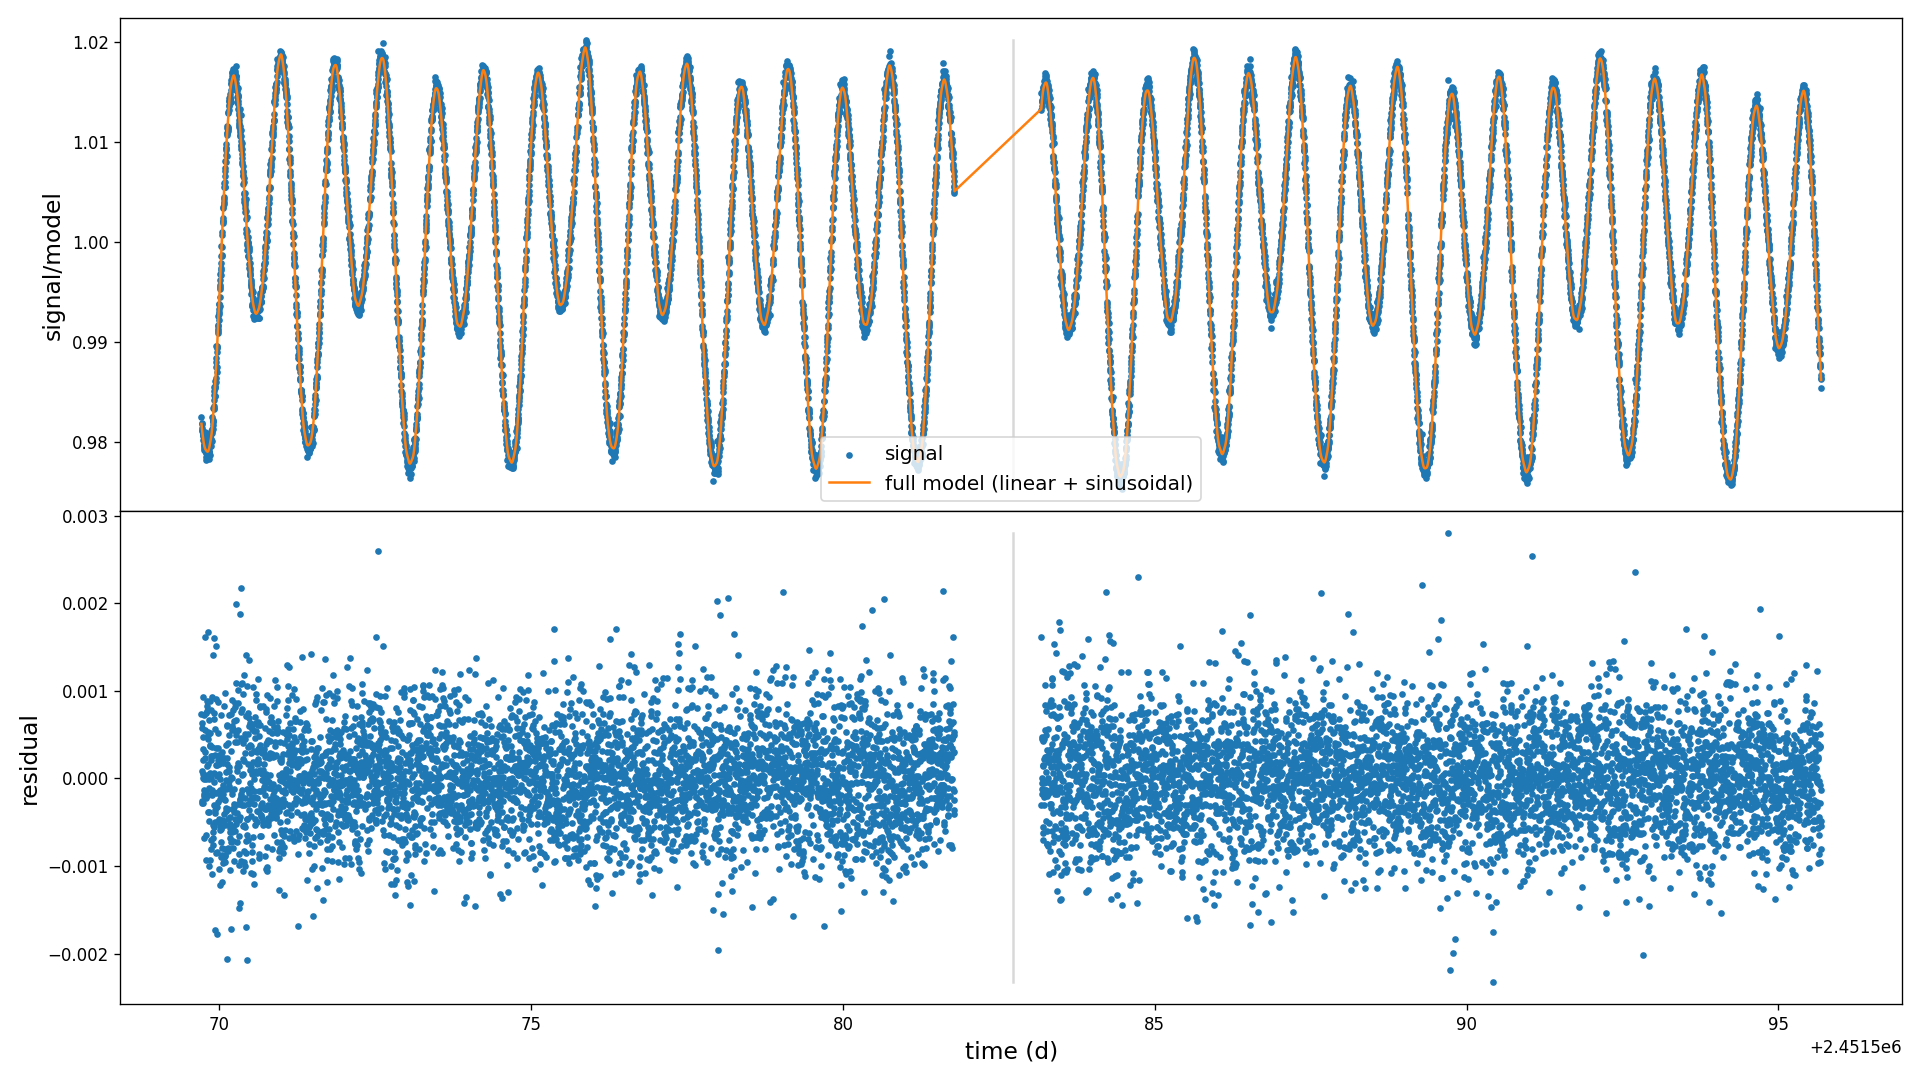 1.02
1.01
1.00
0.99
0.98
signal/model
signal
full model (linear + sinusoidal)
0.003
0.002
0.001
0.000
−0.001
−0.002
residual
70 75 80 85 90 95
time (d)
+2.4515e6